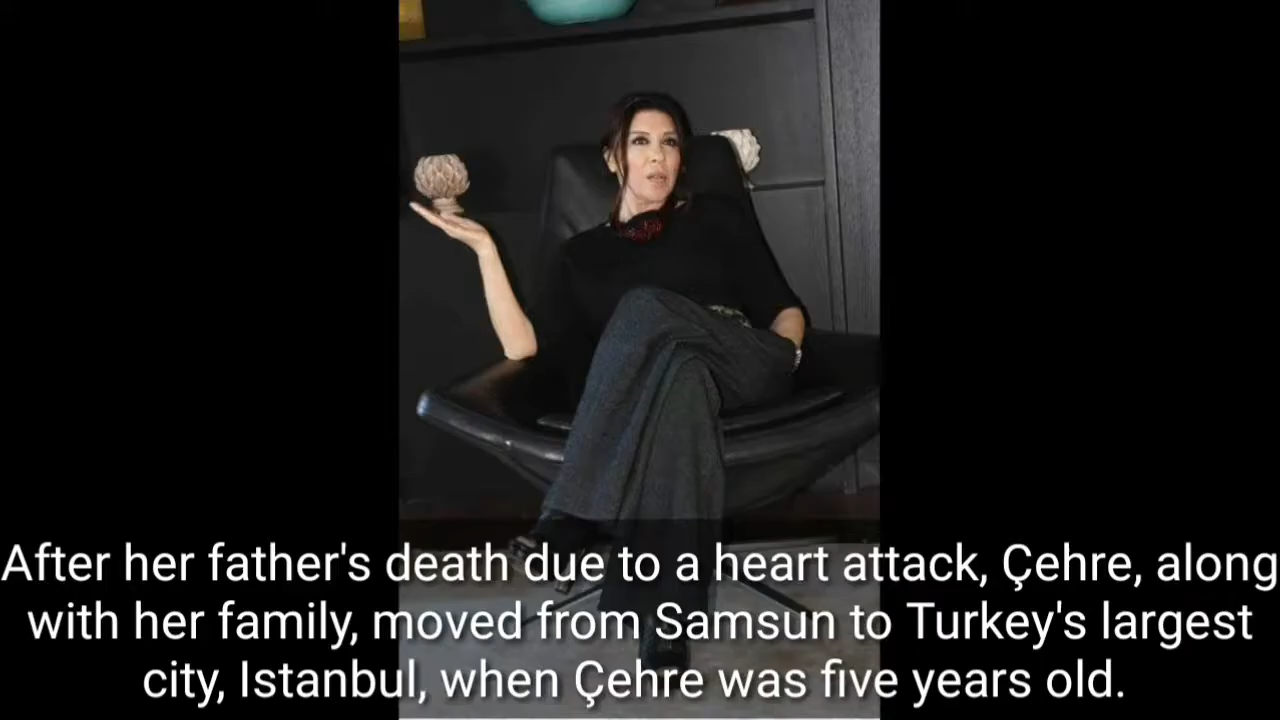 After her father's death due to a heart attack, Çehre, along
with her family, moved from Samsun to Turkey's largest
city, Istanbul, when Çehre was five years old.